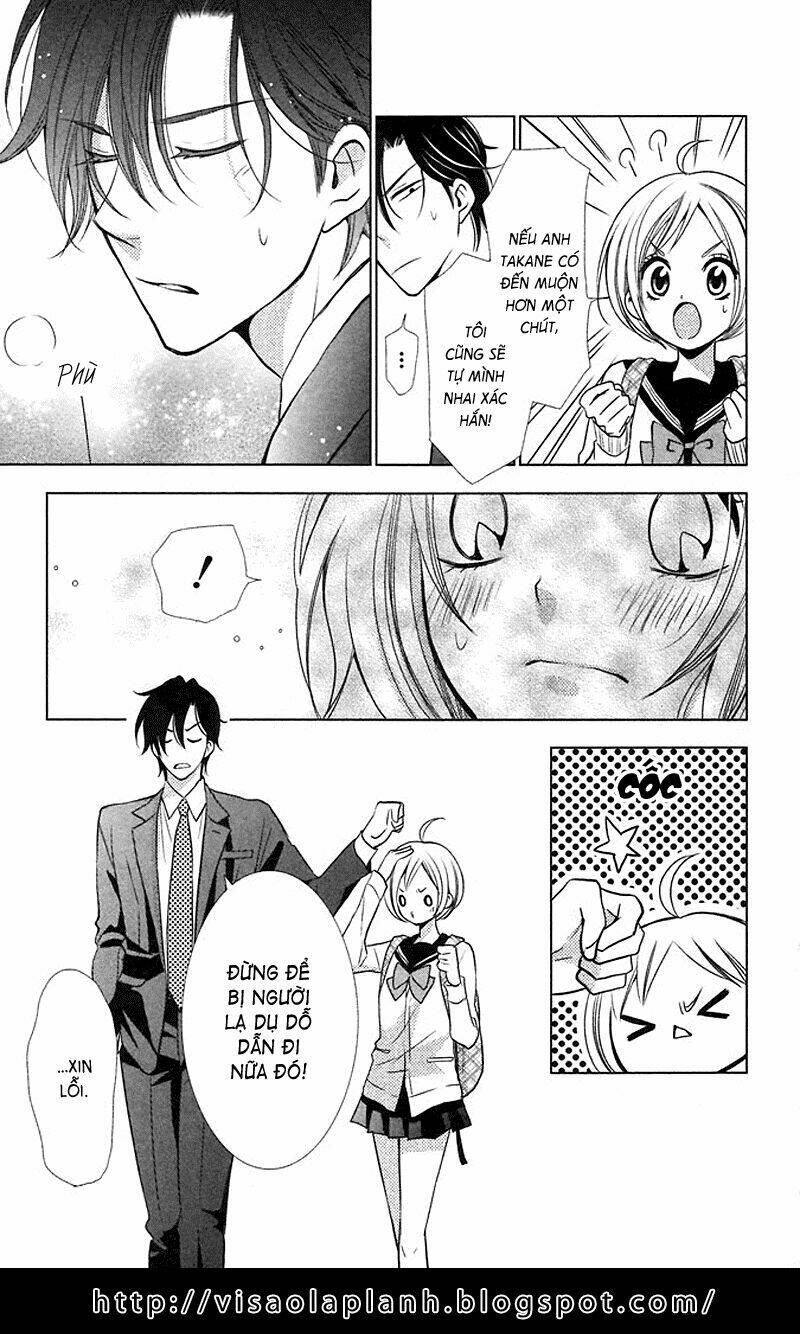 NẾU ANH
TAKANE CÓ
ĐẾN MUỘN
HƠN MỘT
CHÚT,
TÔI
CŨNG SẼ
TỰ MÌNH
NHAI XÁC
HẮN!
...
Phù
!
CÓC
ĐỪNG ĐỂ
BỊ NGƯỜI
LẠ DỤ DỖ
DẪN ĐI
NỮA ĐÓ!
...XIN
LỖI.
http://visaolaplanh.blogspot.com/